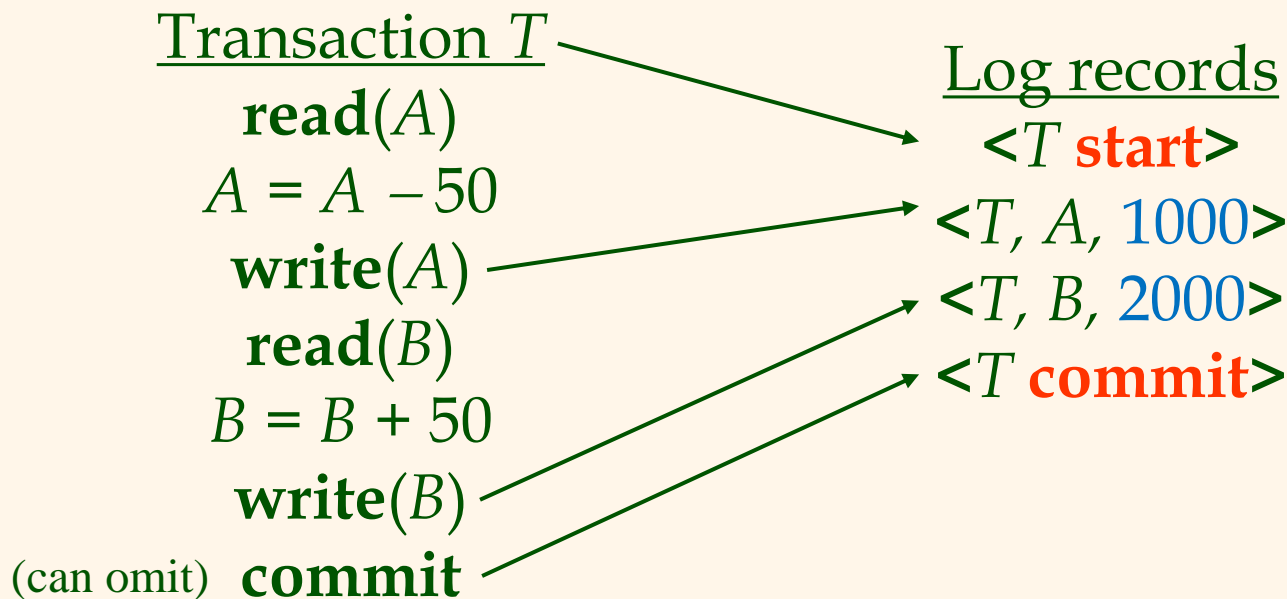 Transaction T
read(A)
A = A – 50
write(A)
read(B)
B = B + 50
write(B)
(can omit) commit
Log records
<T start>
<T, A, 1000>
<T, B, 2000>
<T commit>